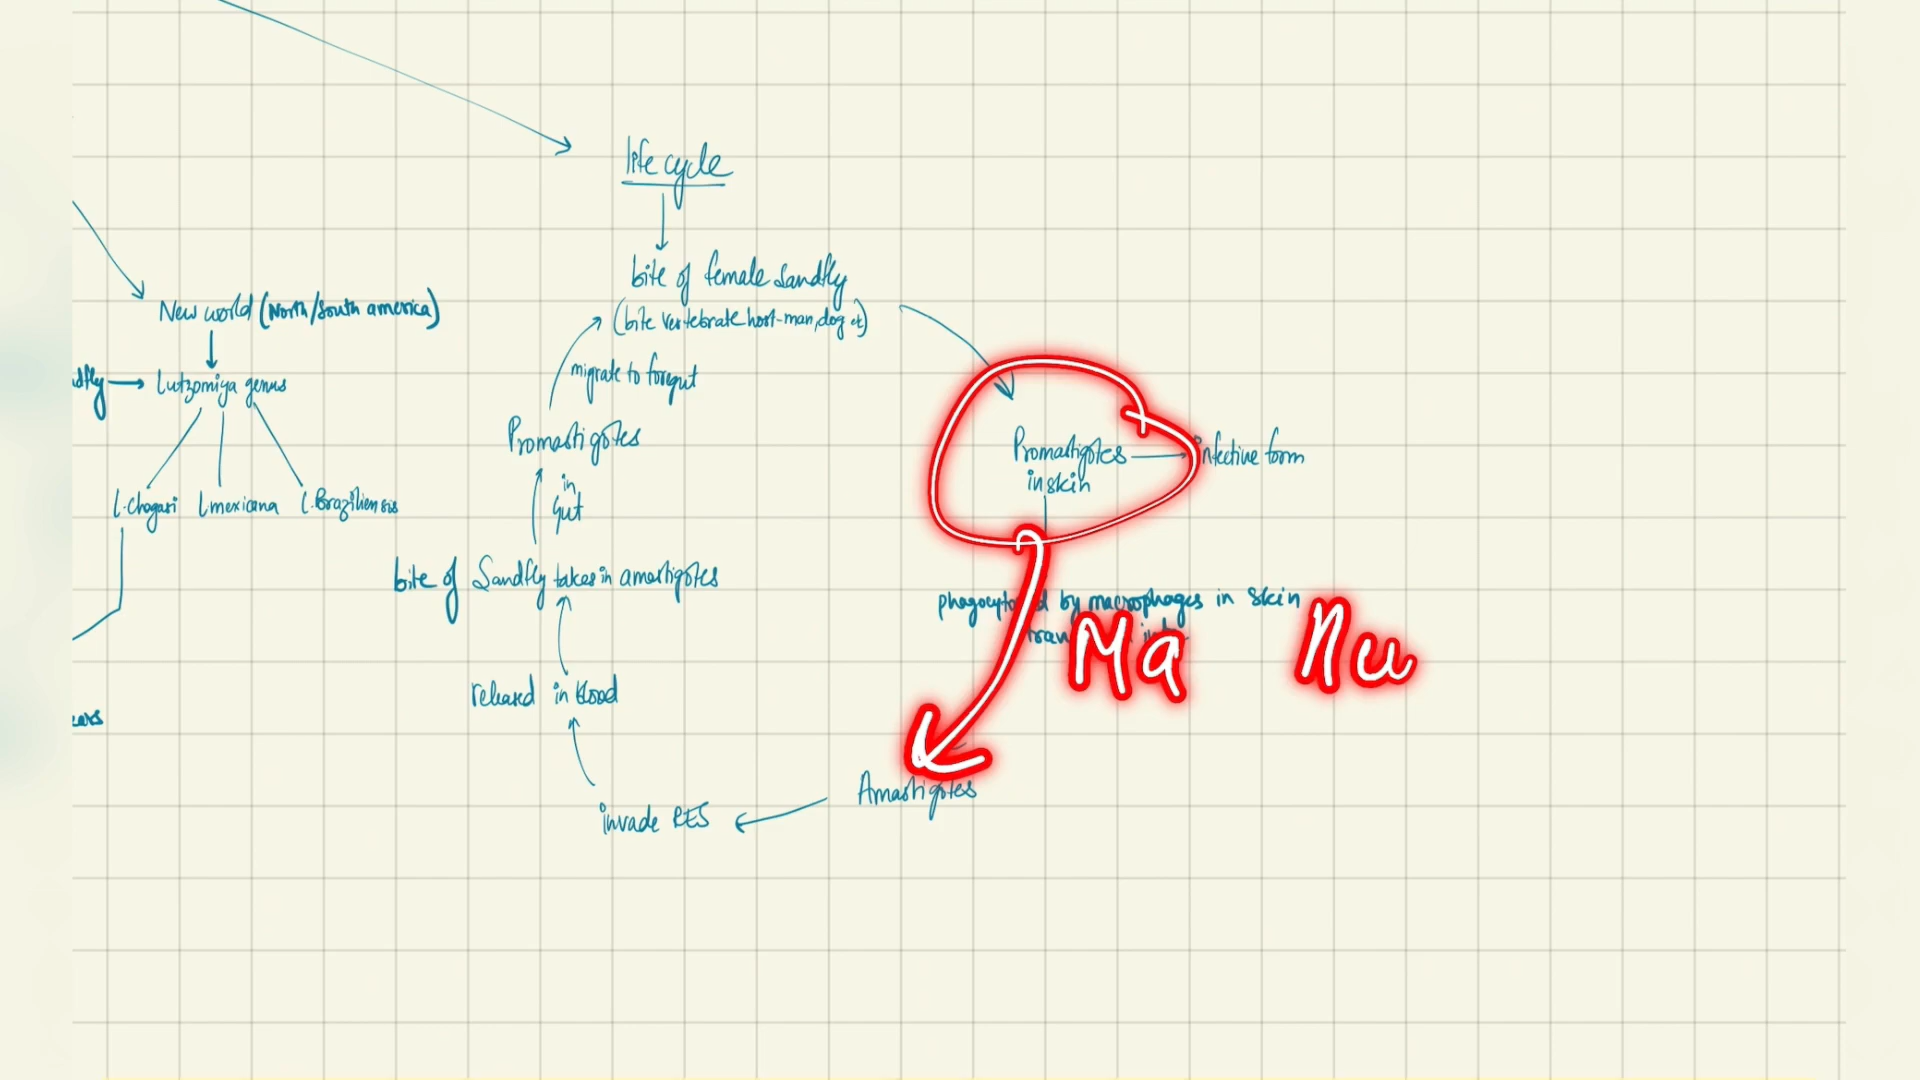 life cycle
bite of female Sandfly
(bite vertebrate host-man, dog et)
New world (North/South america)
migrate to foregut
Lutzomiya genus
Promastigotes
in
Gut
Promastigotes
in skin
infective form
L.Chagasi L mexicana L.Braziliensis
bite of Sandfly takes in amastigotes
by macrophages in skin
Ma Nu
released in blood
Amastigotes
invade RES